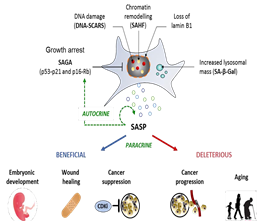 Chromatin
remodelling
(SAHF)
DNA damage
(DNA-SCARS)
Loss of
lamin B1
Growth arrest
SAGA
(p53-p21 and p16-Rb)
Increased lysosomal
mass (SA-β-Gal)
AUTOCRINE
SASP
PARACRINE
BENEFICIAL
DELETERIOUS
Embryonic
development
Wound
healing
Cancer
suppression
Cancer
progression
Aging
CDKI